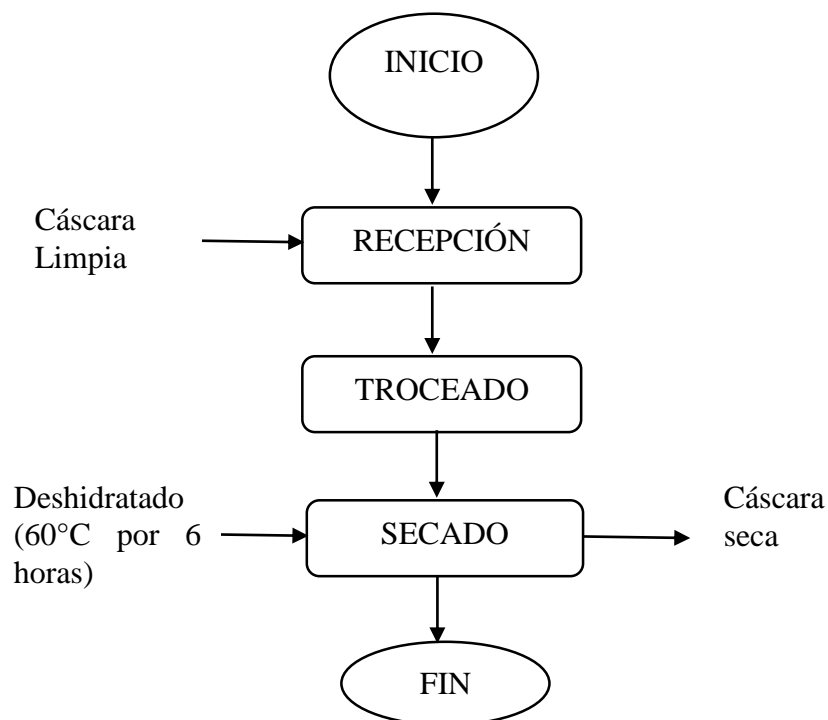 INICIO
Cáscara
Limpia
RECEPCIÓN
TROCEADO
Deshidratado
(60°C por 6
horas)
SECADO
Cáscara
seca
FIN